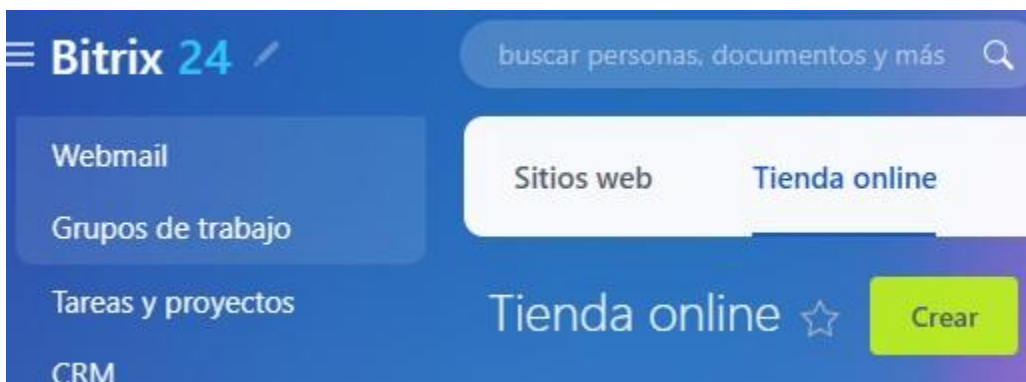 Bitrix 24
buscar personas, documentos y más
Webmail
Grupos de trabajo
Tareas y proyectos
CRM
Sitios web
Tienda online
Tienda online
Crear